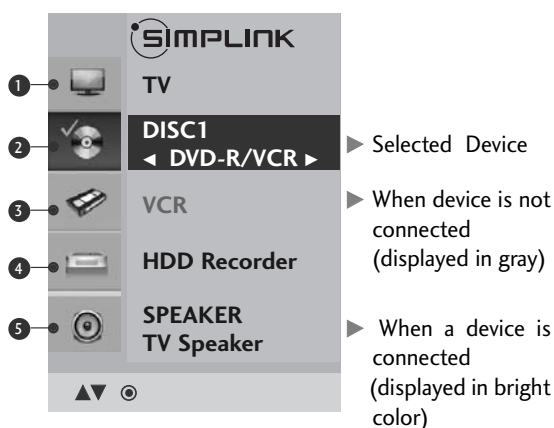 SIMPLINK
1 TV
2 DISC1
◄ DVD-R/VCR ►
3 VCR
4 HDD Recorder
5 SPEAKER
TV Speaker
▲▼ ◉
► Selected Device
► When device is not
connected
(displayed in gray)
► When a device is
connected
(displayed in bright
color)